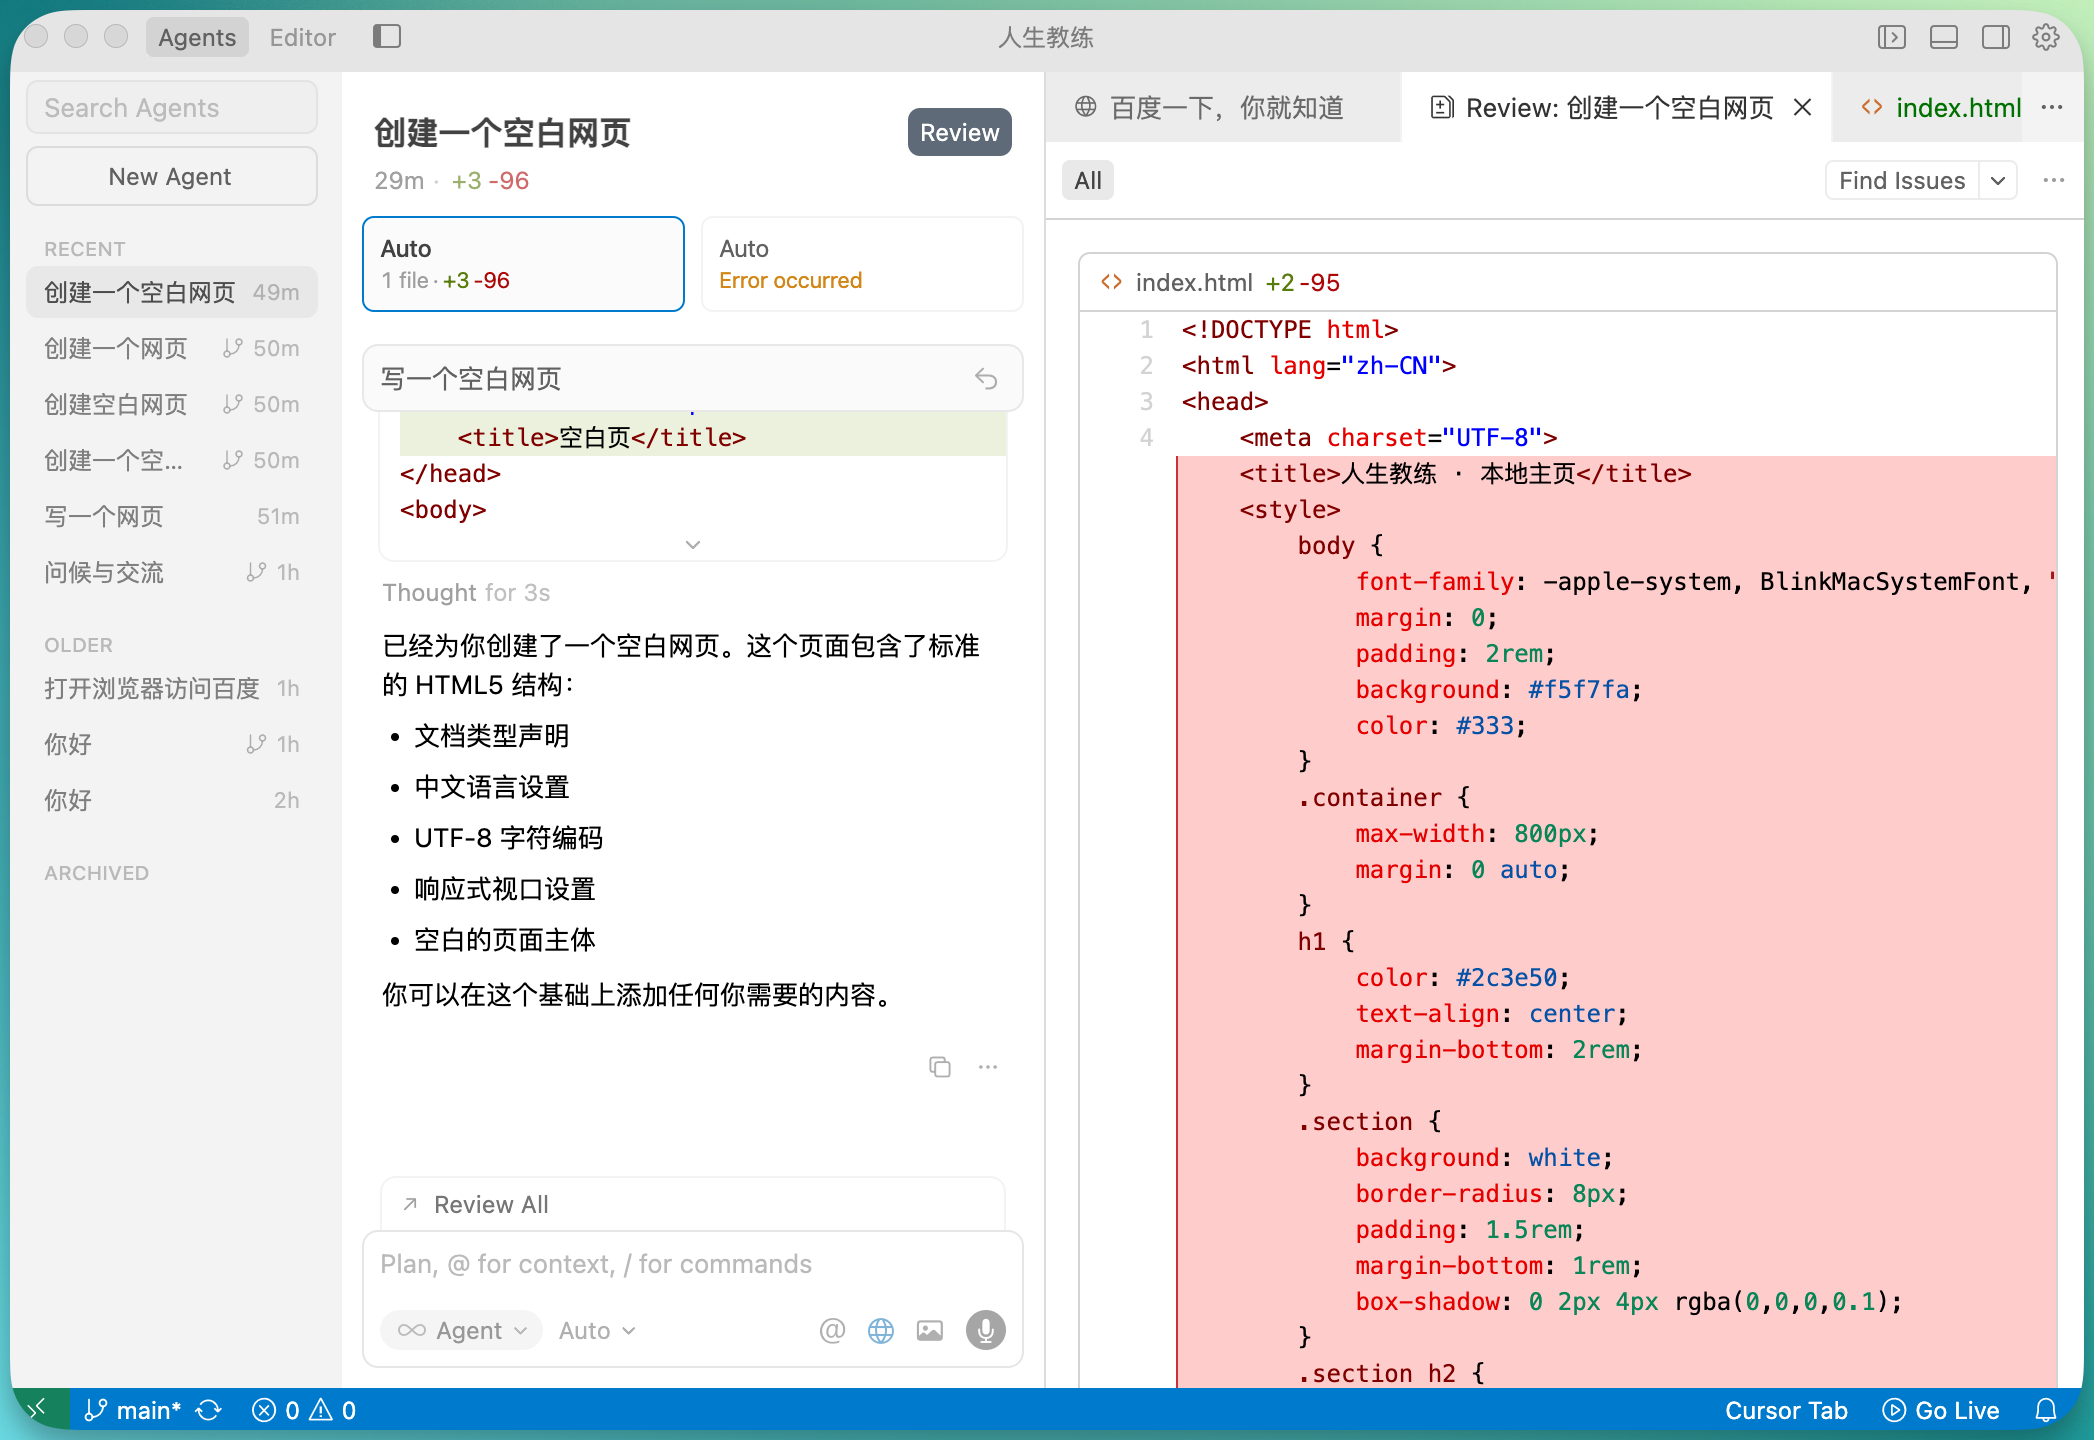 Agents
Editor
人生教练
Search Agents
New Agent
RECENT
创建一个空白网页 49m
创建一个网页 50m
创建空白网页 50m
创建一个空... 50m
写一个网页 51m
问候与交流 1h
OLDER
打开浏览器访问百度 1h
你好 1h
你好 2h
ARCHIVED
创建一个空白网页
Review
29m · +3 -96
Auto
1 file · +3 -96
Auto
Error occurred
写一个空白网页
<title>空白页</title>
</head>
<body>
Thought for 3s
已经为你创建了一个空白网页。这个页面包含了标准
的 HTML5 结构：
• 文档类型声明
• 中文语言设置
• UTF-8 字符编码
• 响应式视口设置
• 空白的页面主体
你可以在这个基础上添加任何你需要的内容。
Review All
Plan, @ for context, / for commands
Agent
Auto
百度一下，你就知道
Review: 创建一个空白网页
index.html
All
Find Issues
index.html +2 -95
1 <!DOCTYPE html>
2 <html lang="zh-CN">
3 <head>
4 <meta charset="UTF-8">
<title>人生教练 · 本地主页</title>
<style>
body {
font-family: -apple-system, BlinkMacSystemFont, '
margin: 0;
padding: 2rem;
background: #f5f7fa;
color: #333;
}
.container {
max-width: 800px;
margin: 0 auto;
}
h1 {
color: #2c3e50;
text-align: center;
margin-bottom: 2rem;
}
.section {
background: white;
border-radius: 8px;
padding: 1.5rem;
margin-bottom: 1rem;
box-shadow: 0 2px 4px rgba(0,0,0,0.1);
}
.section h2 {
main*
0
0
Cursor Tab
Go Live